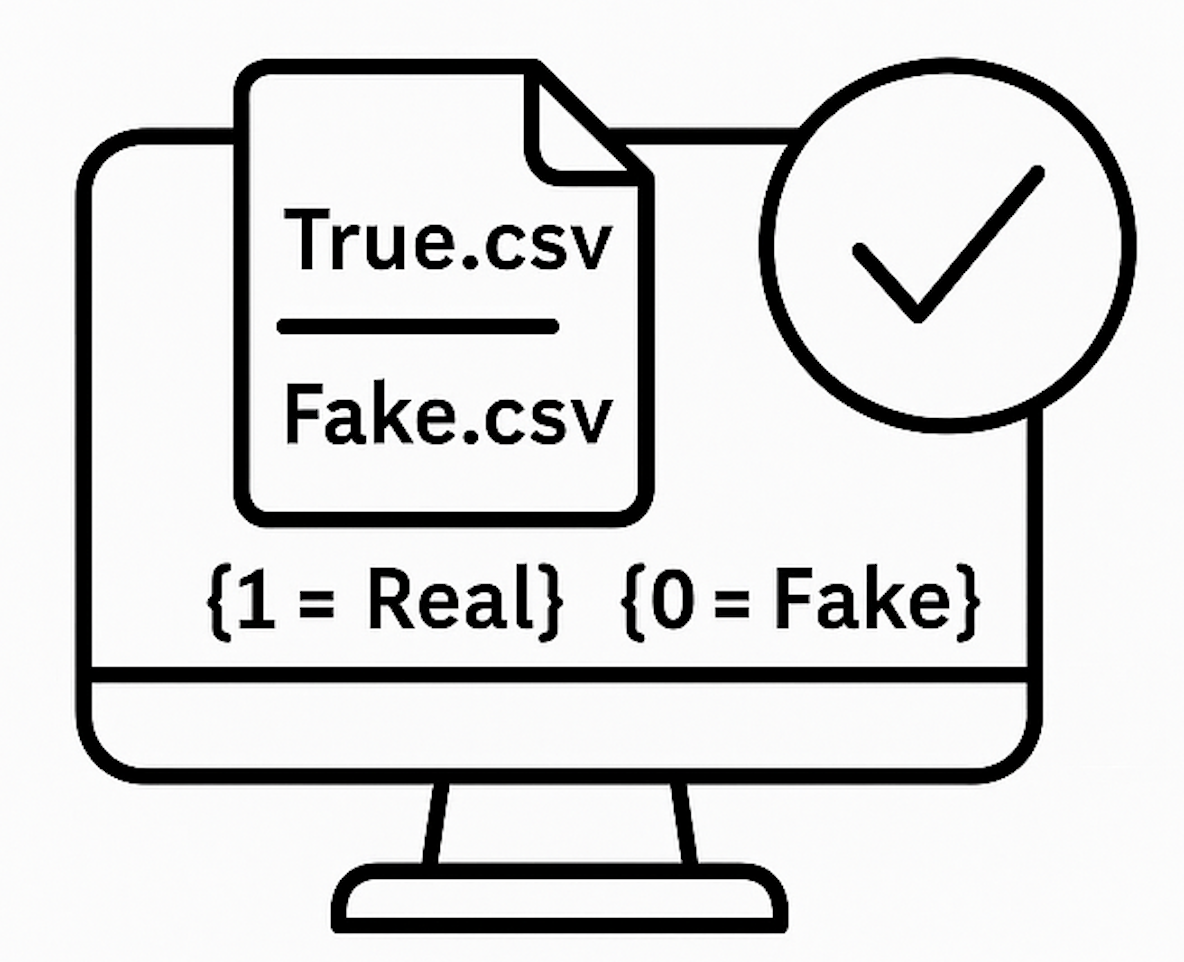 True.csv
Fake.csv
{1 = Real} {0 = Fake}